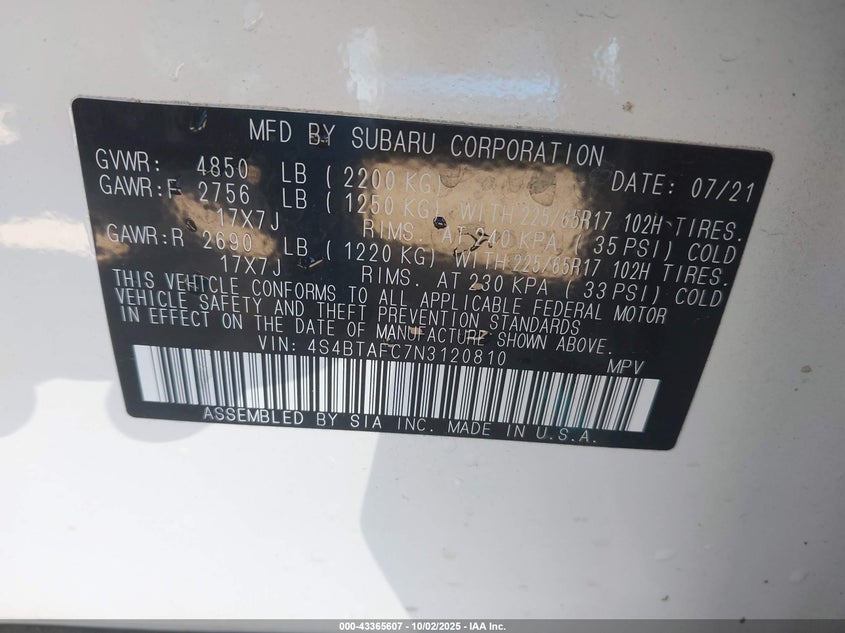 MFD BY SUBARU CORPORATION
GVWR: 4850 LB ( 2200 KG) DATE: 07/21
GAWR:F 2756 LB ( 1250 KG) WITH 225/65R17 102H TIRES.
17X7J RIMS. AT 240 KPA ( 35 PSI) COLD
GAWR:R 2690 LB ( 1220 KG) WITH 225/65R17 102H TIRES.
17X7J RIMS. AT 230 KPA ( 33 PSI) COLD
THIS VEHICLE CONFORMS TO ALL APPLICABLE FEDERAL MOTOR
VEHICLE SAFETY AND THEFT PREVENTION STANDARDS
IN EFFECT ON THE DATE OF MANUFACTURE SHOWN ABOVE.
VIN: 4S4BTAFC7N3120810 MPV
ASSEMBLED BY SIA INC. MADE IN U.S.A.
000-43365607 - 10/02/2025 - IAA Inc.